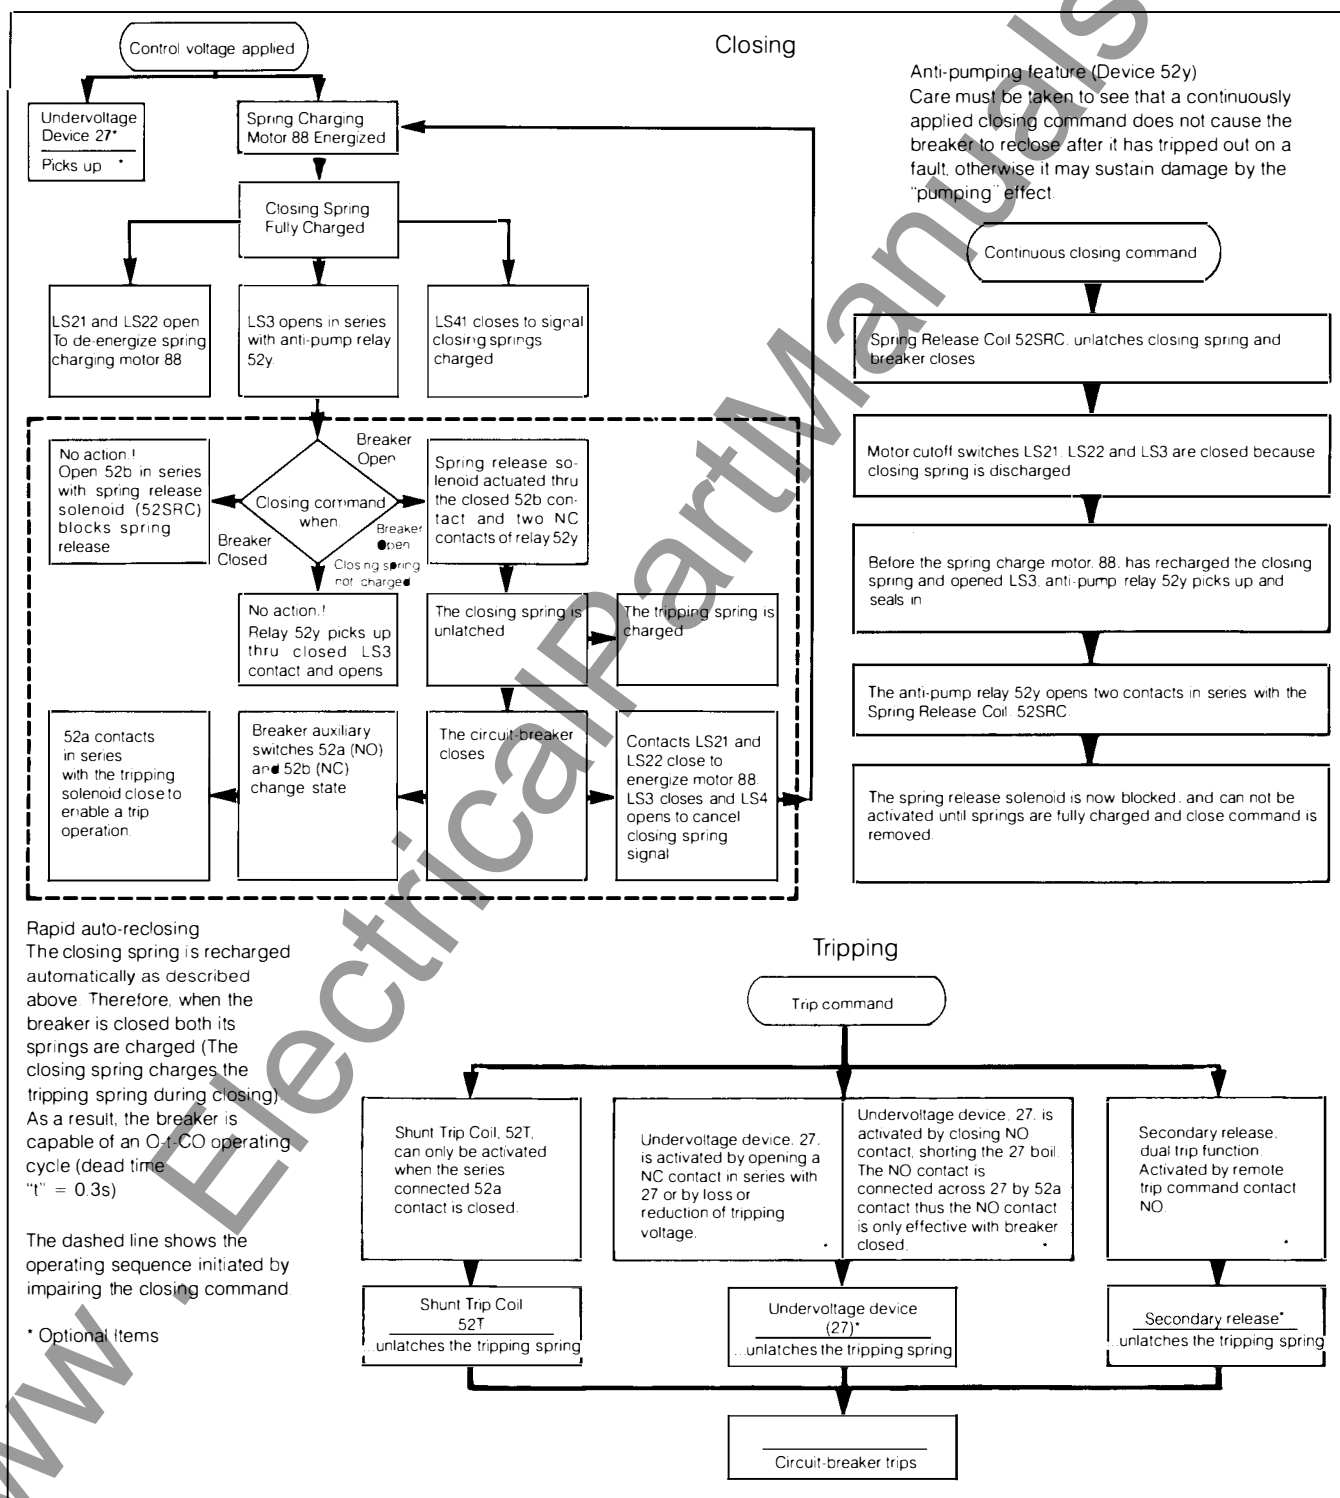 Closing
Control voltage applied
Undervoltage
Device 27*
Picks up *
Spring Charging
Motor 88 Energized
Closing Spring
Fully Charged
LS21 and LS22 open
To de-energize spring
charging motor 88
LS3 opens in series
with anti-pump relay
52y.
LS41 closes to signal
closing springs
charged
No action.!
Open 52b in series
with spring release
solenoid (52SRC)
blocks spring
release
Closing command
when.
Breaker
Open
Breaker
Closed
Breaker
Open
Closing spring
not charged
Spring release so-
lenoid actuated thru
the closed 52b con-
tact and two NC
contacts of relay 52y
No action.!
Relay 52y picks up
thru closed LS3
contact and opens
The closing spring is
unlatched
The tripping spring is
charged
52a contacts
in series
with the tripping
solenoid close to
enable a trip
operation.
Breaker auxiliary
switches 52a (NO)
and 52b (NC)
change state
The circuit-breaker
closes
Contacts LS21 and
LS22 close to
energize motor 88.
LS3 closes and LS4
opens to cancel
closing spring
signal
Anti-pumping feature (Device 52y)
Care must be taken to see that a continuously
applied closing command does not cause the
breaker to reclose after it has tripped out on a
fault, otherwise it may sustain damage by the
"pumping" effect.
Continuous closing command
Spring Release Coil 52SRC. unlatches closing spring and
breaker closes
Motor cutoff switches LS21. LS22 and LS3 are closed because
closing spring is discharged
Before the spring charge motor, 88, has recharged the closing
spring and opened LS3, anti-pump relay 52y picks up and
seals in
The anti-pump relay 52y opens two contacts in series with the
Spring Release Coil. 52SRC.
The spring release solenoid is now blocked, and can not be
activated until springs are fully charged and close command is
removed.
Rapid auto-reclosing
The closing spring is recharged
automatically as described
above. Therefore, when the
breaker is closed both its
springs are charged (The
closing spring charges the
tripping spring during closing)
As a result, the breaker is
capable of an O-t-CO operating
cycle (dead time
"t" = 0.3s)
The dashed line shows the
operating sequence initiated by
impairing the closing command.
* Optional Items
Tripping
Trip command
Shunt Trip Coil, 52T,
can only be activated
when the series
connected 52a
contact is closed.
Undervoltage device, 27,
is activated by opening a
NC contact in series with
27 or by loss or
reduction of tripping
voltage. *
Undervoltage device, 27, is
activated by closing NO
contact, shorting the 27 boil.
The NO contact is
connected across 27 by 52a
contact thus the NO contact
is only effective with breaker
closed. *
Secondary release,
dual trip function.
Activated by remote
trip command contact
NO.
*
Shunt Trip Coil
52T
...unlatches the tripping spring
Undervoltage device
(27)*
...unlatches the tripping spring
Secondary release*
...unlatches the tripping spring
Circuit-breaker trips
www.ElectricalPartManuals